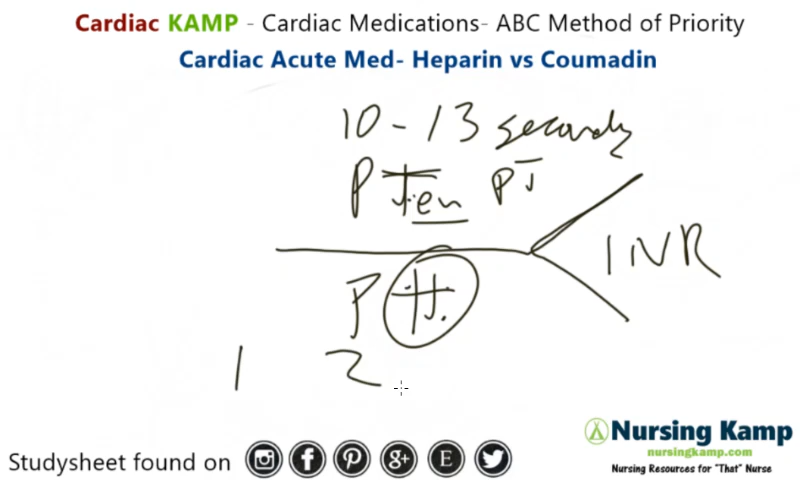 Cardiac KAMP - Cardiac Medications- ABC Method of Priority
Cardiac Acute Med- Heparin vs Coumadin
10-13 seconds
P Ten PT
INR
P
1 2
Nursing Kamp
nursingkamp.com
Nursing Resources for "That" Nurse
Studysheet found on
g+ E